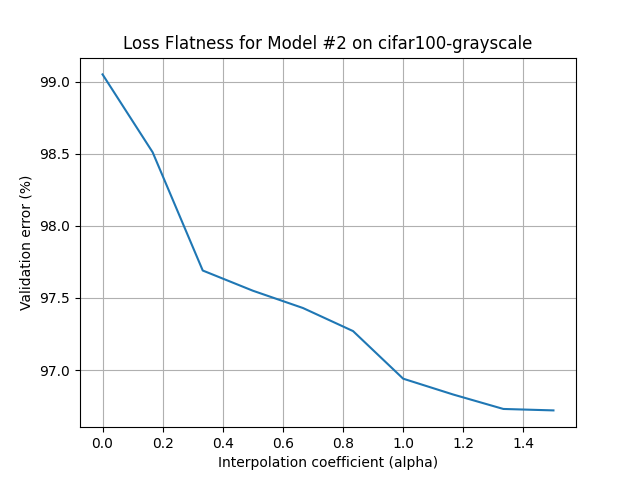 Loss Flatness for Model #2 on cifar100-grayscale
Validation error (%)
99.0
98.5
98.0
97.5
97.0
0.0 0.2 0.4 0.6 0.8 1.0 1.2 1.4
Interpolation coefficient (alpha)